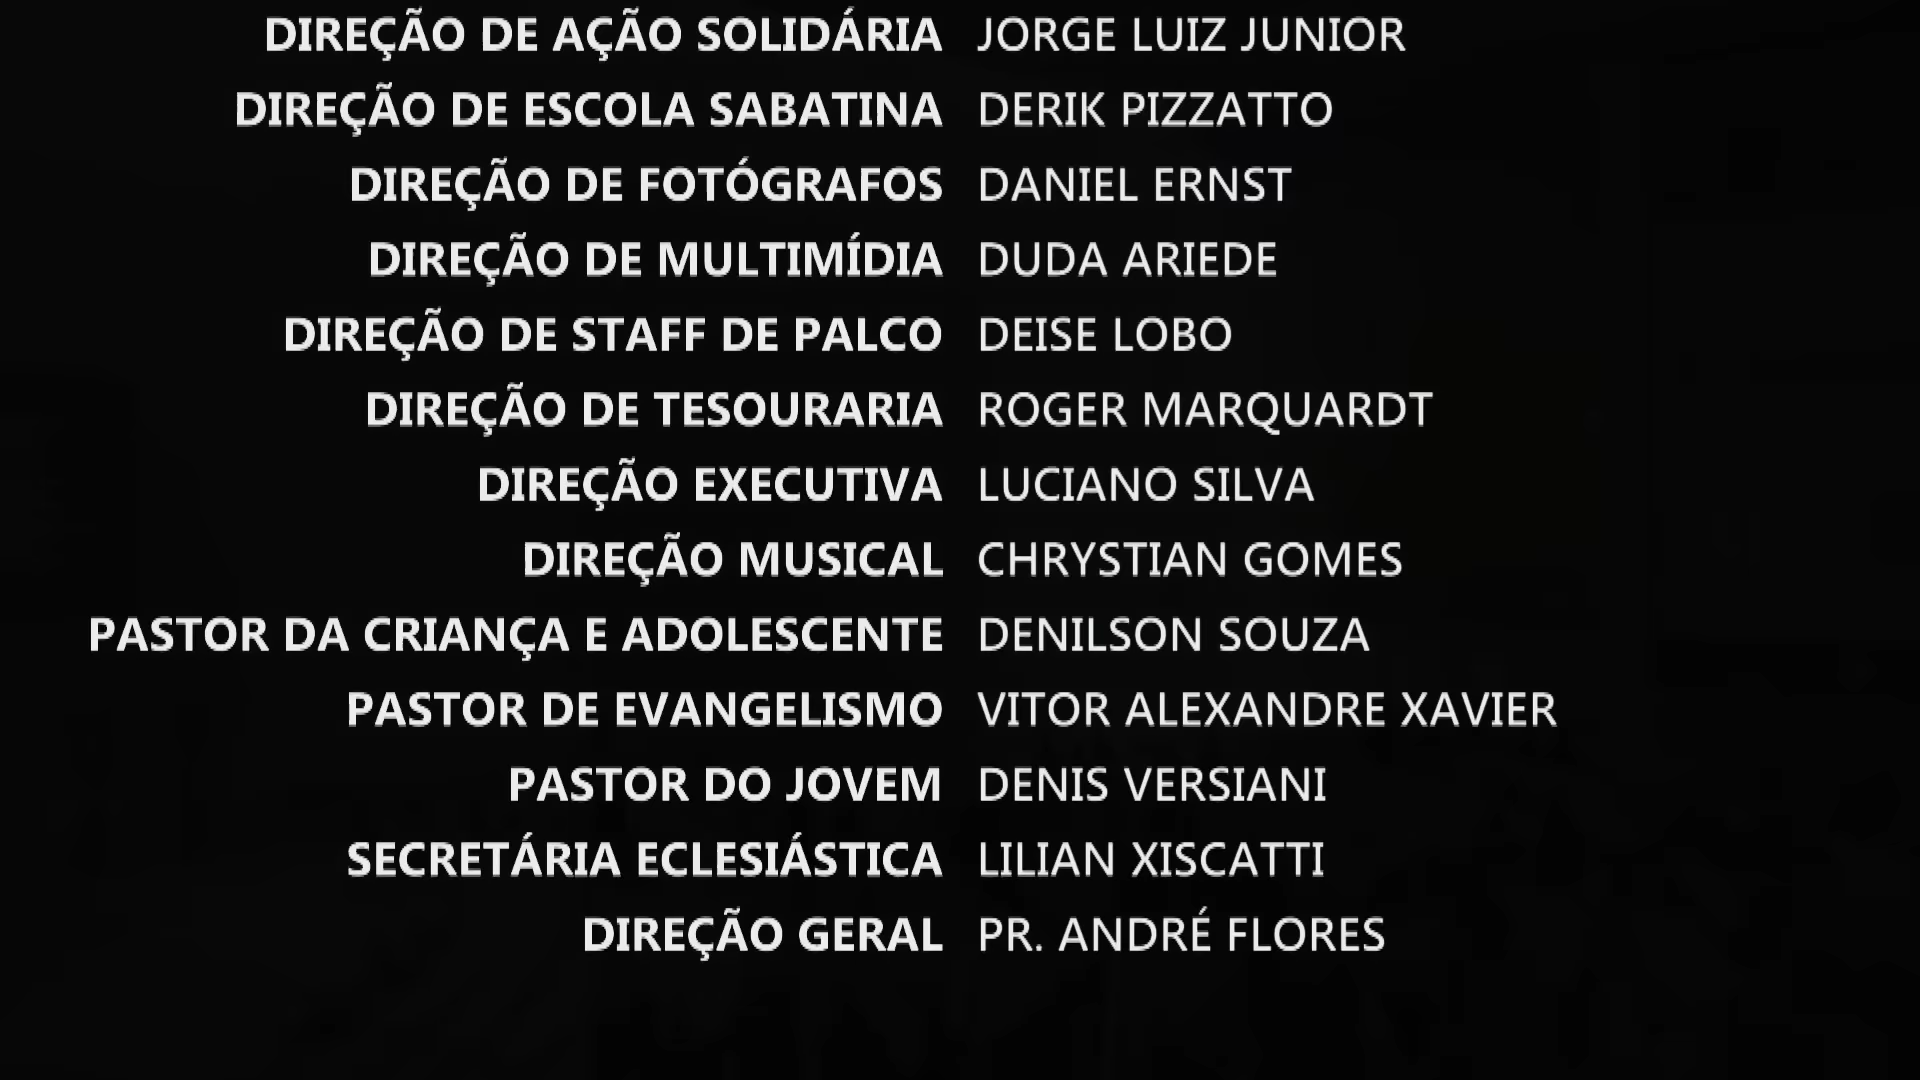 DIREÇÃO DE AÇÃO SOLIDÁRIA JORGE LUIZ JUNIOR
DIREÇÃO DE ESCOLA SABATINA DERIK PIZZATTO
DIREÇÃO DE FOTÓGRAFOS DANIEL ERNST
DIREÇÃO DE MULTIMÍDIA DUDA ARIEDE
DIREÇÃO DE STAFF DE PALCO DEISE LOBO
DIREÇÃO DE TESOURARIA ROGER MARQUARDT
DIREÇÃO EXECUTIVA LUCIANO SILVA
DIREÇÃO MUSICAL CHRYSTIAN GOMES
PASTOR DA CRIANÇA E ADOLESCENTE DENILSON SOUZA
PASTOR DE EVANGELISMO VITOR ALEXANDRE XAVIER
PASTOR DO JOVEM DENIS VERSIANI
SECRETÁRIA ECLESIÁSTICA LILIAN XISCATTI
DIREÇÃO GERAL PR. ANDRÉ FLORES